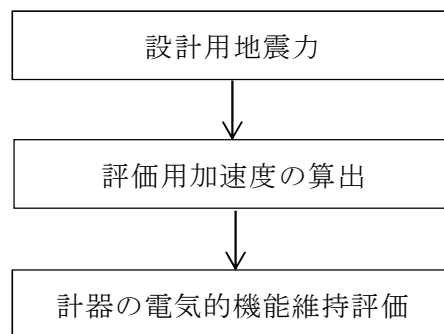 設計用地震力
評価用加速度の算出
計器の電気的機能維持評価